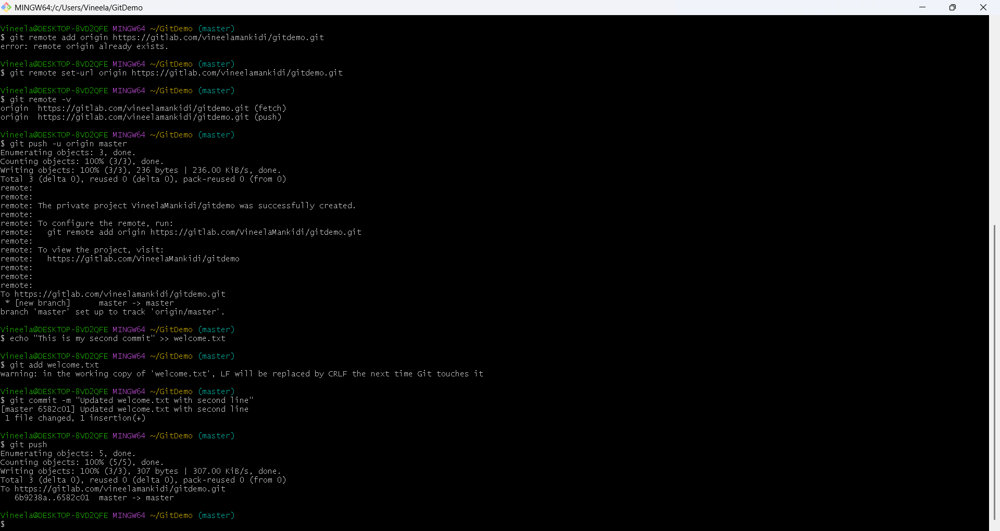 MINGW64:/c/Users/Vineela/GitDemo
Vineela@DESKTOP-8VD2QFE MINGW64 ~/GitDemo (master)
$ git remote add origin https://gitlab.com/vineelamankidi/gitdemo.git
error: remote origin already exists.
Vineela@DESKTOP-8VD2QFE MINGW64 ~/GitDemo (master)
$ git remote set-url origin https://gitlab.com/vineelamankidi/gitdemo.git
Vineela@DESKTOP-8VD2QFE MINGW64 ~/GitDemo (master)
$ git remote -v
origin  https://gitlab.com/vineelamankidi/gitdemo.git (fetch)
origin  https://gitlab.com/vineelamankidi/gitdemo.git (push)
Vineela@DESKTOP-8VD2QFE MINGW64 ~/GitDemo (master)
$ git push -u origin master
Enumerating objects: 3, done.
Counting objects: 100% (3/3), done.
Writing objects: 100% (3/3), 236 bytes | 236.00 KiB/s, done.
Total 3 (delta 0), reused 0 (delta 0), pack-reused 0 (from 0)
remote:
remote:
remote: The private project VineelaMankidi/gitdemo was successfully created.
remote:
remote: To configure the remote, run:
remote:   git remote add origin https://gitlab.com/VineelaMankidi/gitdemo.git
remote:
remote: To view the project, visit:
remote:   https://gitlab.com/VineelaMankidi/gitdemo
remote:
remote:
remote:
To https://gitlab.com/vineelamankidi/gitdemo.git
 * [new branch]      master -> master
branch 'master' set up to track 'origin/master'.
Vineela@DESKTOP-8VD2QFE MINGW64 ~/GitDemo (master)
$ echo "This is my second commit" >> welcome.txt
Vineela@DESKTOP-8VD2QFE MINGW64 ~/GitDemo (master)
$ git add welcome.txt
warning: in the working copy of 'welcome.txt', LF will be replaced by CRLF the next time Git touches it
Vineela@DESKTOP-8VD2QFE MINGW64 ~/GitDemo (master)
$ git commit -m "Updated welcome.txt with second line"
[master 6582c01] Updated welcome.txt with second line
 1 file changed, 1 insertion(+)
Vineela@DESKTOP-8VD2QFE MINGW64 ~/GitDemo (master)
$ git push
Enumerating objects: 5, done.
Counting objects: 100% (5/5), done.
Writing objects: 100% (3/3), 307 bytes | 307.00 KiB/s, done.
Total 3 (delta 0), reused 0 (delta 0), pack-reused 0 (from 0)
To https://gitlab.com/vineelamankidi/gitdemo.git
   6b9238a..6582c01  master -> master
Vineela@DESKTOP-8VD2QFE MINGW64 ~/GitDemo (master)
$